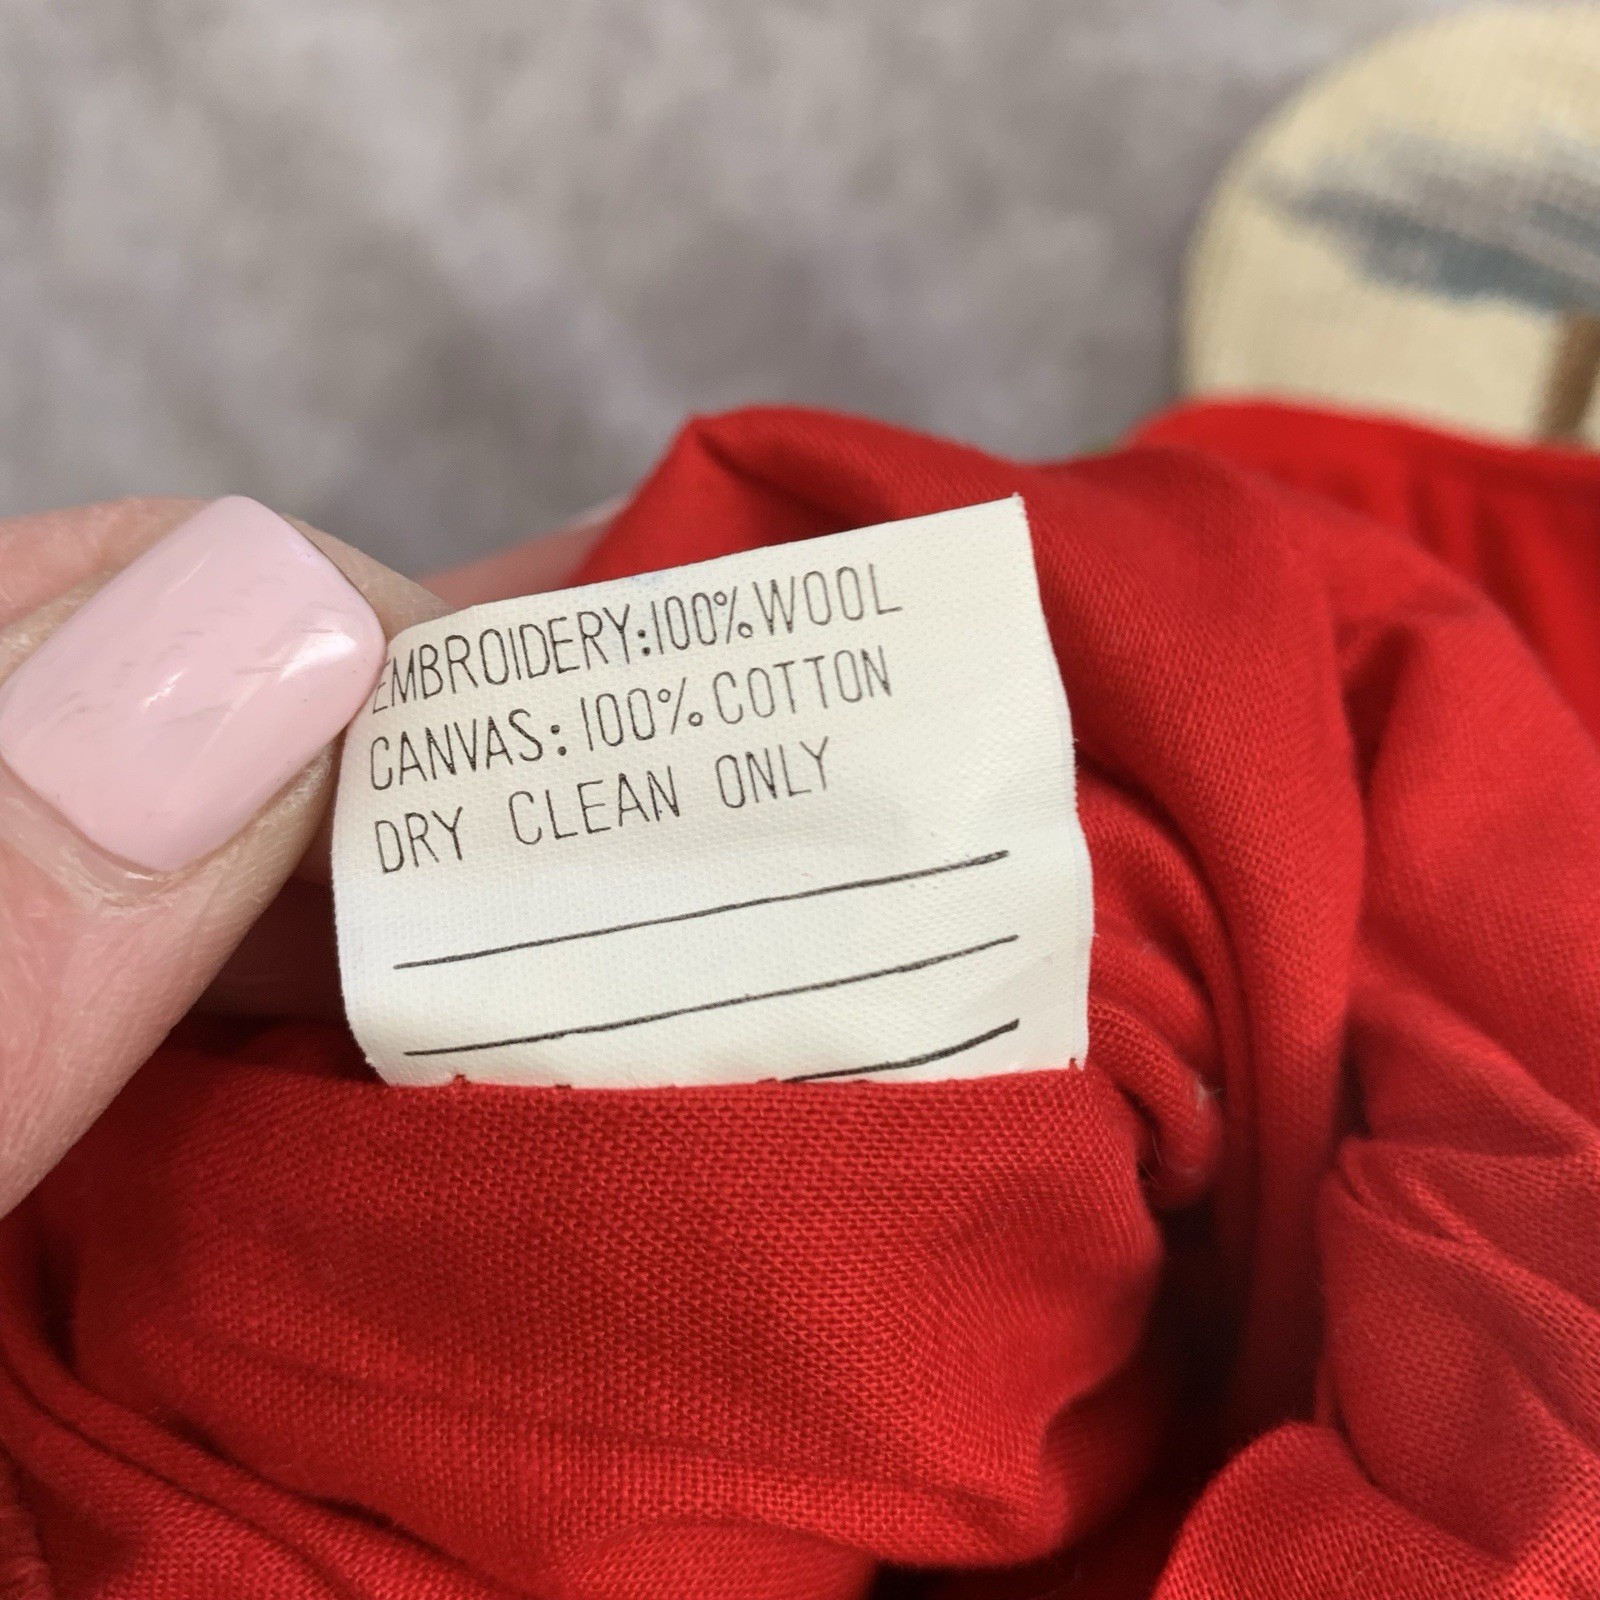 EMBROIDERY:100%WOOL
CANVAS: 100%COTTON
DRY CLEAN ONLY